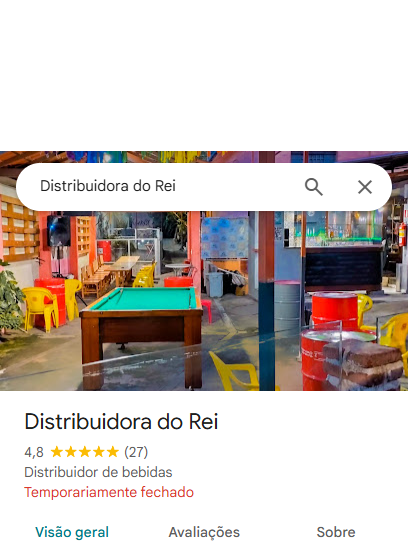 Distribuidora do Rei
Distribuidora do Rei
4,8 (27)
Distribuidor de bebidas
Temporariamente fechado
Visão geral Avaliações Sobre